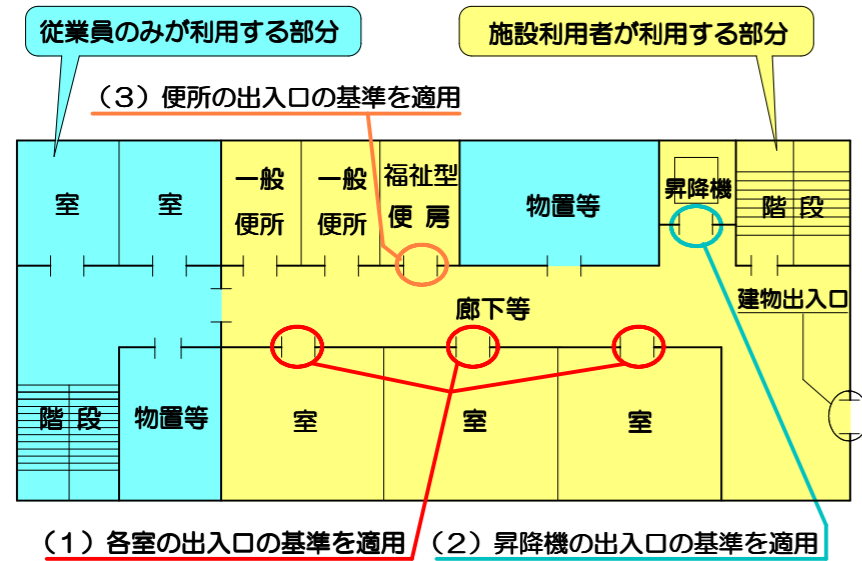 従業員のみが利用する部分
施設利用者が利用する部分
（３）便所の出入口の基準を適用
室
室
一般
便所
一般
便所
福祉型
便 房
物置等
昇降機
階 段
廊下等
建物出入口
階 段
物置等
室
室
室
（１）各室の出入口の基準を適用
（２）昇降機の出入口の基準を適用